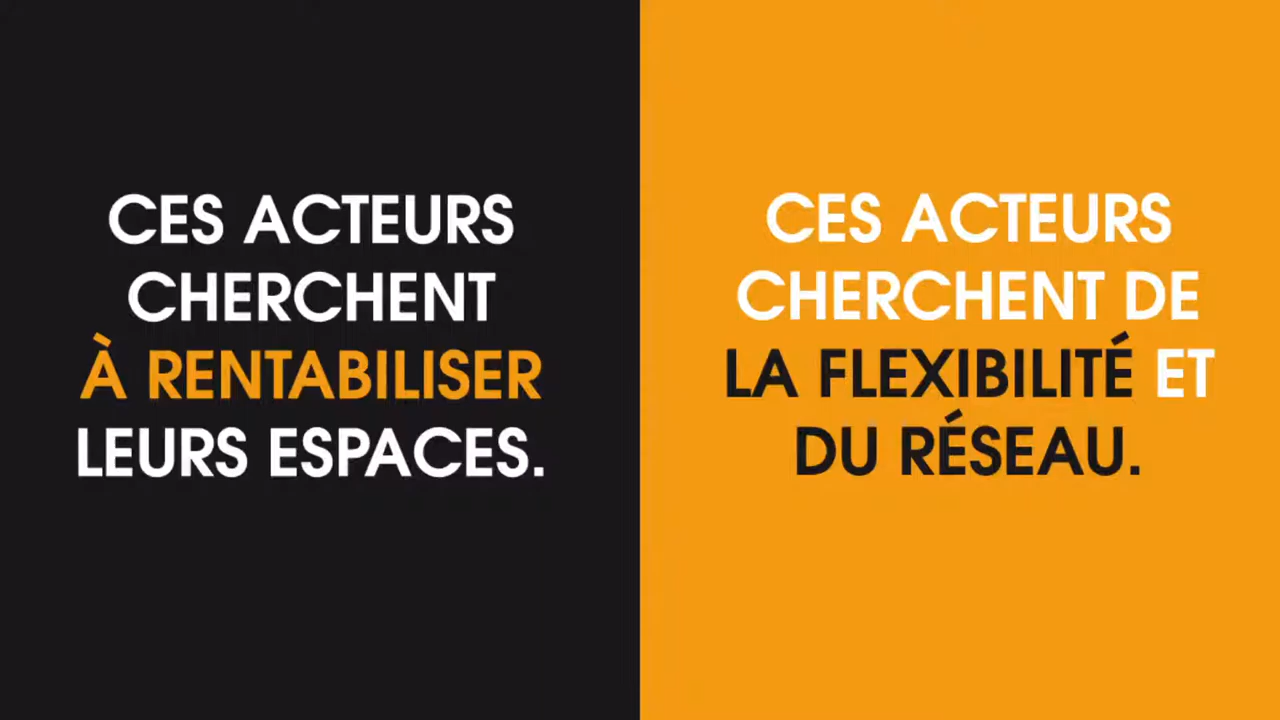 CES ACTEURS
CHERCHENT
À RENTABILISER
LEURS ESPACES.
CES ACTEURS
CHERCHENT DE
LA FLEXIBILITÉ ET
DU RÉSEAU.